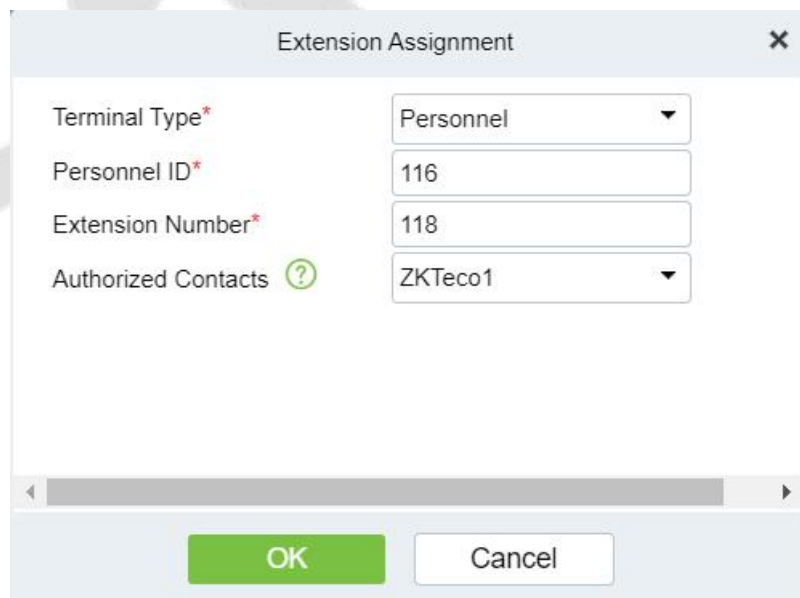 Extension Assignment
Terminal Type* Personnel
Personnel ID* 116
Extension Number* 118
Authorized Contacts ? ZKTeco1
OK Cancel